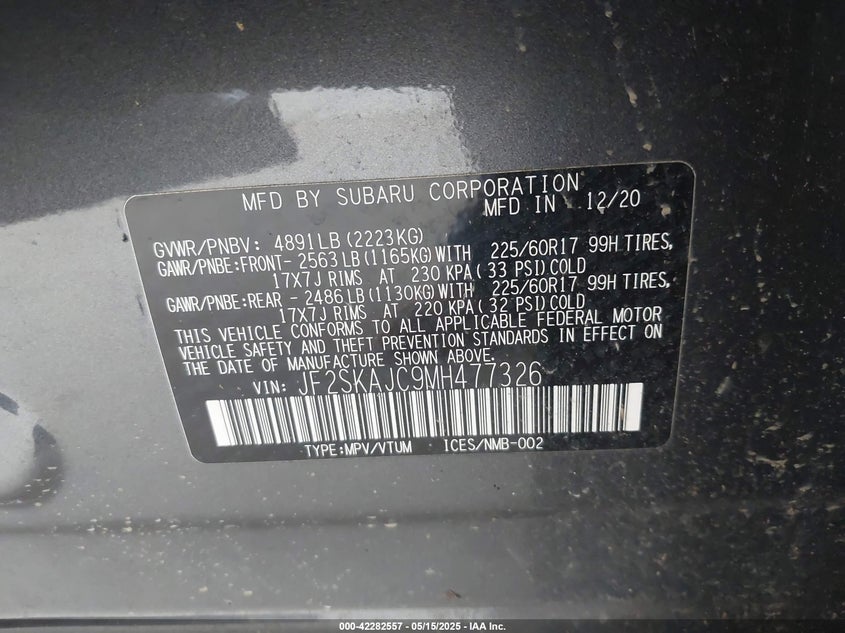 MFD BY SUBARU CORPORATION
MFD IN 12/20
GVWR/PNBV: 4891LB(2223KG)
GAWR/PNBE:FRONT- 2563LB(1165KG)WITH 225/60R17 99H TIRES,
17X7J RIMS AT 230 KPA(33 PSI)COLD
GAWR/PNBE:REAR - 2486LB(1130KG)WITH 225/60R17 99H TIRES,
17X7J RIMS AT 220 KPA(32 PSI)COLD
THIS VEHICLE CONFORMS TO ALL APPLICABLE FEDERAL MOTOR
VEHICLE SAFETY AND THEFT PREVENTION STANDARDS IN EFFECT ON
THE DATE OF MANUFACTURE SHOWN ABOVE.
VIN: JF2SKAJC9MH477326
TYPE:MPV/VTUM ICES/NMB-002
000-42282557 - 05/15/2025 - IAA Inc.